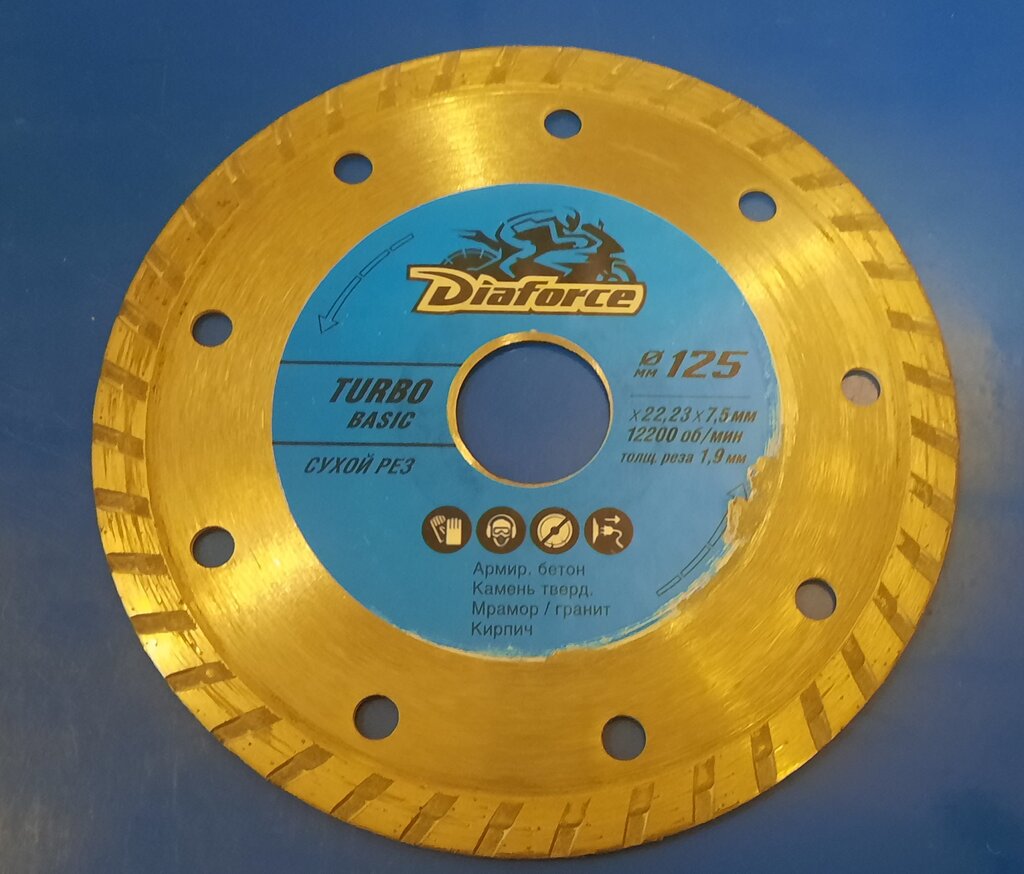 Diaforce
TURBO
BASIC
СУХОЙ РЕЗ
Ø мм 125
x 22,23 x 7,5 мм
12200 об/мин
толщ. реза 1,9 мм
Армир. бетон
Камень тверд.
Мрамор / гранит
Кирпич